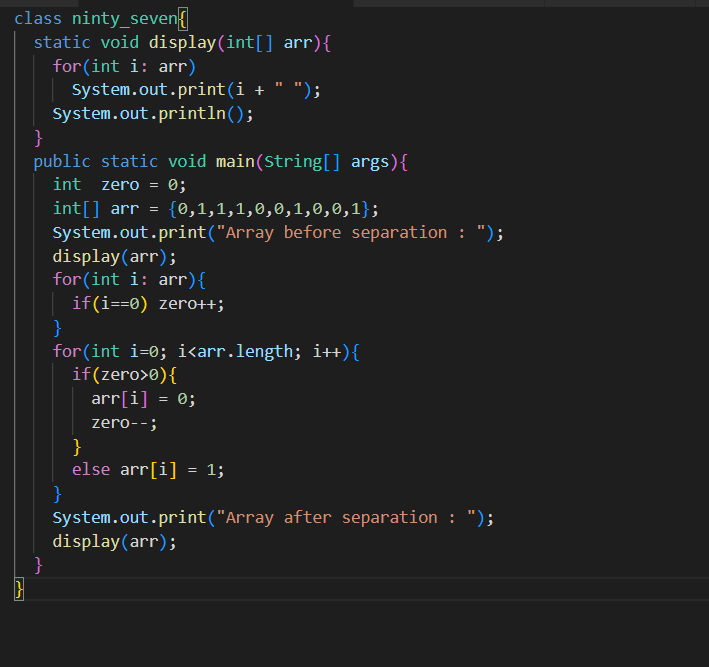 class ninty_seven{
static void display(int[] arr){
for(int i: arr)
System.out.print(i + " ");
System.out.println();
}
public static void main(String[] args){
int  zero = 0;
int[] arr = {0,1,1,1,0,0,1,0,0,1};
System.out.print("Array before separation : ");
display(arr);
for(int i: arr){
if(i==0) zero++;
}
for(int i=0; i<arr.length; i++){
if(zero>0){
arr[i] = 0;
zero--;
}
else arr[i] = 1;
}
System.out.print("Array after separation : ");
display(arr);
}
}